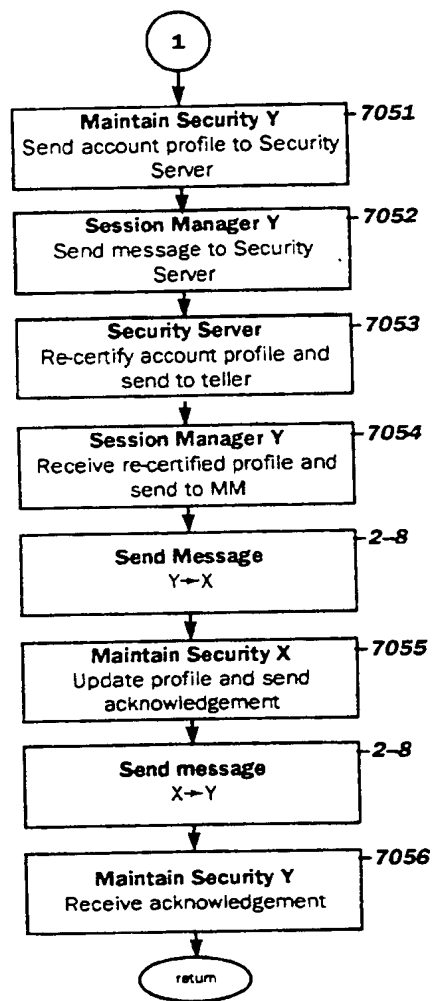 1
Maintain Security Y
Send account profile to Security
Server
7051
Session Manager Y
Send message to Security
Server
7052
Security Server
Re-certify account profile and
send to teller
7053
Session Manager Y
Receive re-certified profile and
send to MM
7054
Send Message
Y→X
2-8
Maintain Security X
Update profile and send
acknowledgement
7055
Send message
X→Y
2-8
Maintain Security Y
Receive acknowledgement
7056
return